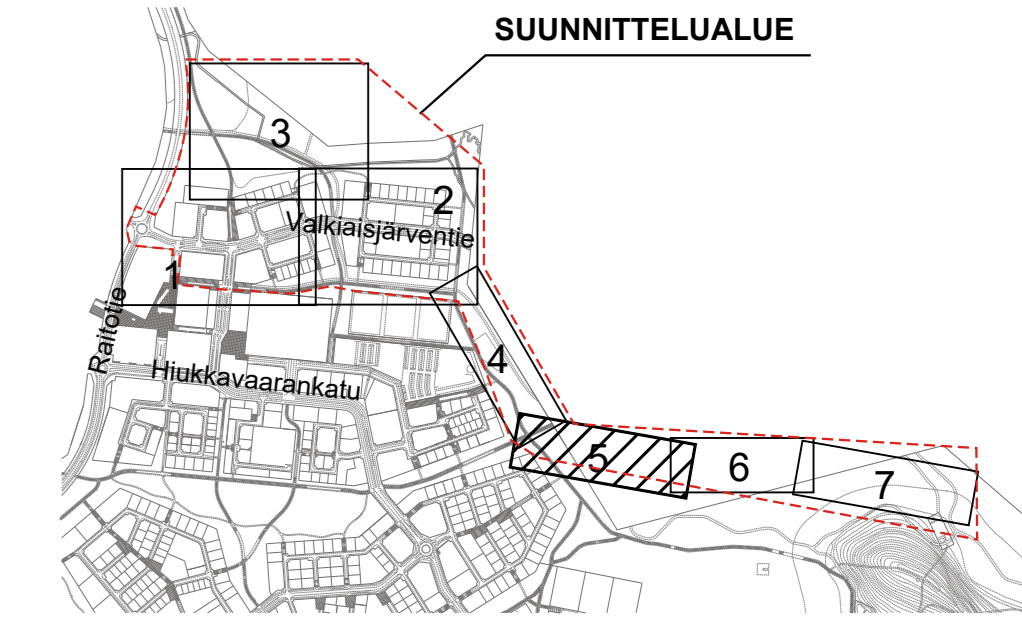 SUUNNITTELUALUE
3
2
Valkiaisjärventie
1
Raitotie
Hiukkavaarankatu
4
5
6
7